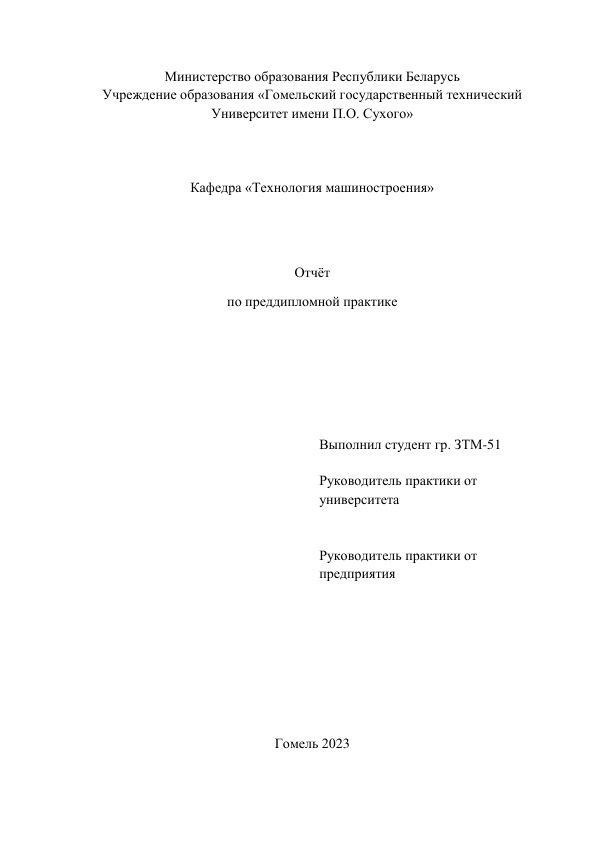 Министерство образования Республики Беларусь
Учреждение образования «Гомельский государственный технический
Университет имени П.О. Сухого»
Кафедра «Технология машиностроения»
Отчёт
по преддипломной практике
Выполнил студент гр. ЗТМ-51
Руководитель практики от
университета
Руководитель практики от
предприятия
Гомель 2023